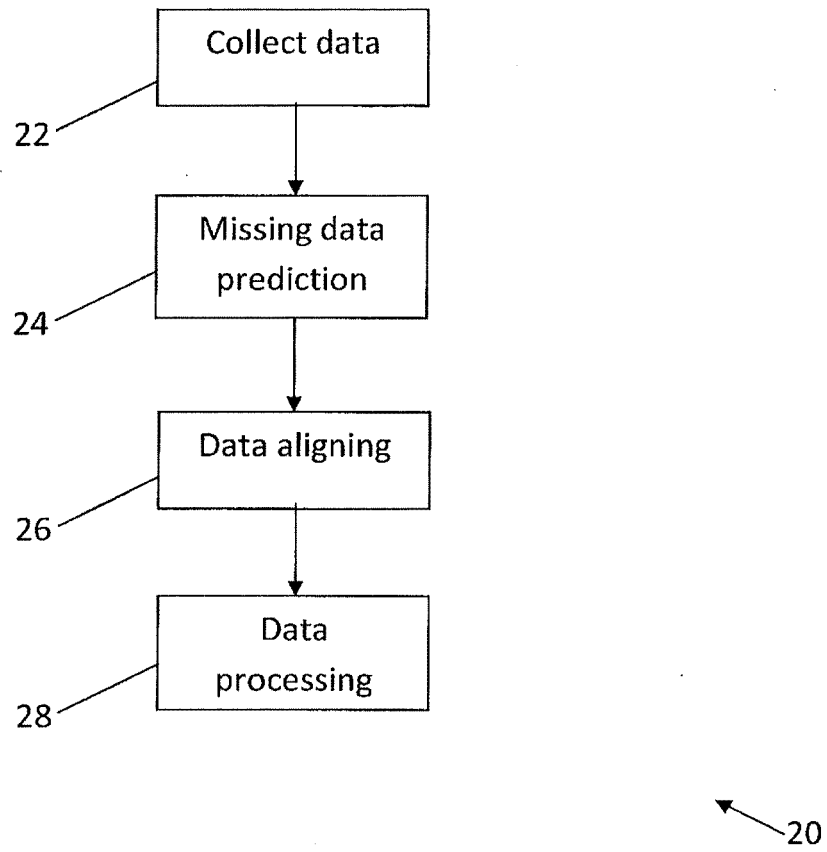 Collect data
22
Missing data
prediction
24
Data aligning
26
Data
processing
28
20